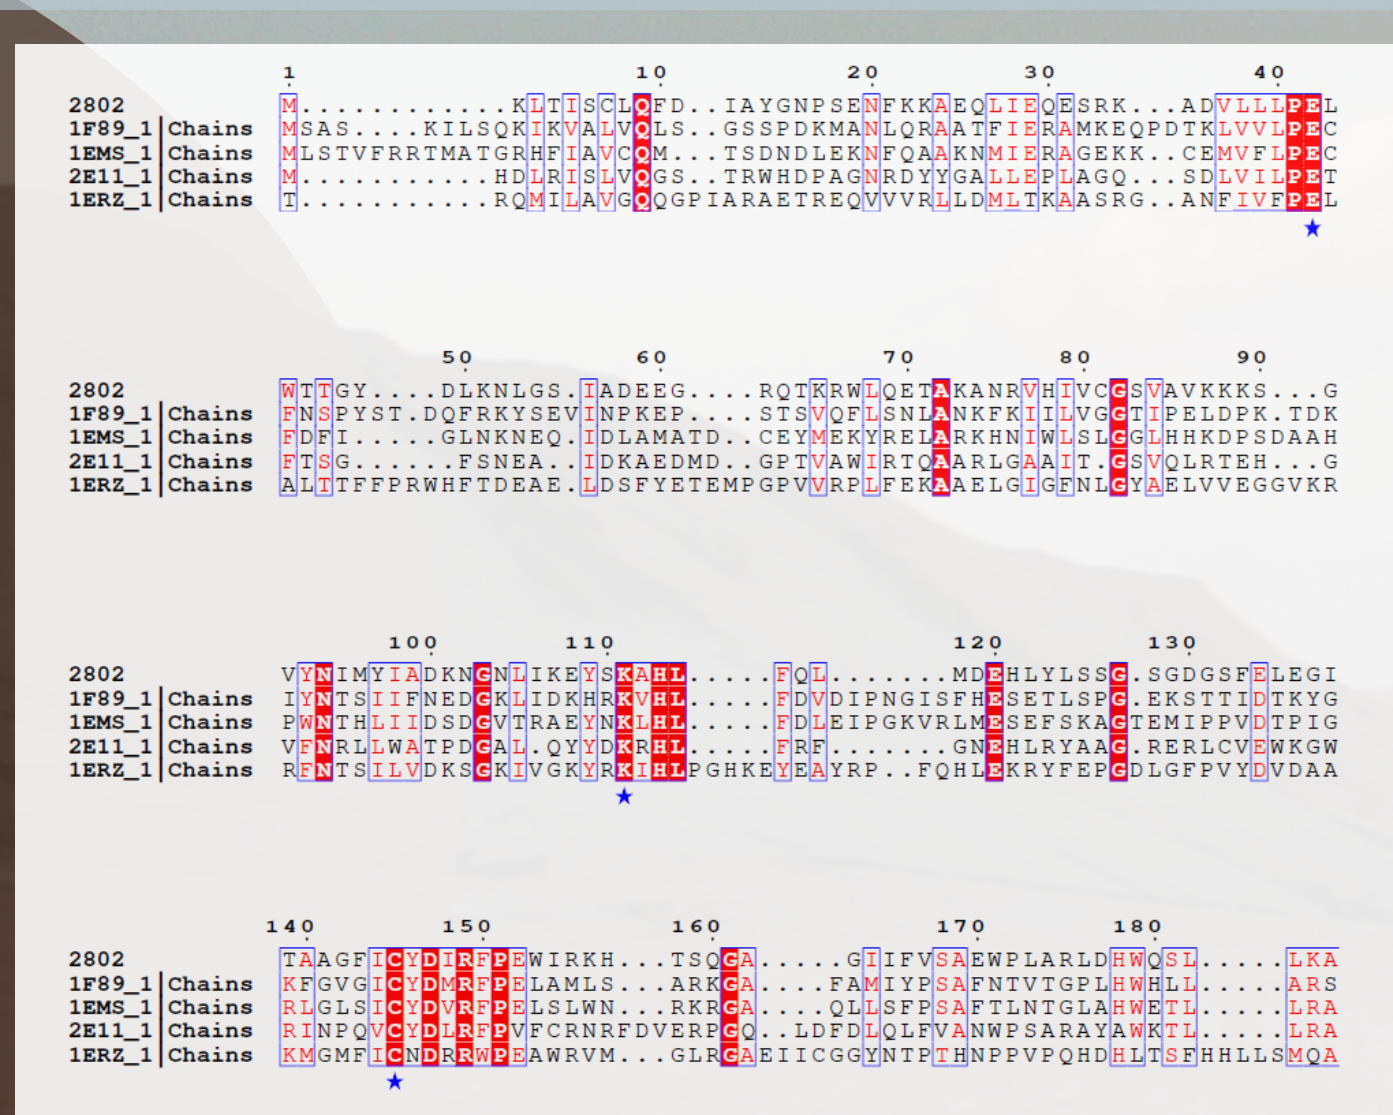 1 10 20 30 40
2802 M............KLTISCLQFD..IAYGNPSENFKKAEQLIEQESRK...ADVLLLPEL
1F89_1|Chains MSAS....KILSQKIKVALVQLS..GSSPDKMANLQRAATFIERAMKEQPDTKLVVLPEC
1EMS_1|Chains MLSTVFRRTMATGRHFIAVCQM...TSDNDLEKNFQAAKNMIERAGEKK..CEMVFLPEC
2E11_1|Chains M...........HDLRISLVQGS..TRWHDPAGNRDYYGALLEPLAGQ...SDLVILPET
1ERZ_1|Chains T...........RQMILAVGQQGPIARAETREQVVVRLLDMLTKAASRG..ANFIVFPEL
50 60 70 80 90
2802 WTTGY....DLKNLGS.IADEEG....RQTKRWLQETAKANRVHIVCGSVAVKKKS...G
1F89_1|Chains FNSPYST.DQFRKYSEVINPKEP....STSVQFLSNLANKFKIILVGGTIPELDPK.TDK
1EMS_1|Chains FDFI.....GLNKNEQ.IDLAMATD..CEYMEKYRELARKHNIWLSLGGLHHKDPSDAAH
2E11_1|Chains FTSG......FSNEA..IDKAEDMD..GPTVAWIRTQAARLGAAIT.GSVQLRTEH...G
1ERZ_1|Chains ALTTFFPRWHFTDEAE.LDSFYETEMPGPVVRPLFEKAAELGIGFNLGYAELVVEGGVKR
100 110 120 130
2802 VYNIMYIADKNGNLIKEYSKAHL.....FQL.......MDEHLYLSSG.SGDGSFELEGI
1F89_1|Chains IYNTSIIFNEDGKLIDKHRKVHL.....FDVDIPNGISFHESETLSPG.EKSTTIDTKYG
1EMS_1|Chains PWNTHLIIDSDGVTRAEYNKLHL.....FDLEIPGKVRLMESEFSKAGTEMIPPVDTPIG
2E11_1|Chains VFNRLLWATPDGAL.QYYDKRHL.....FRF.......GNEHLRYAAG.RERLCVEWKGW
1ERZ_1|Chains RFNTSILVDKSGKIVGKYRKIHLPGHKEYEAYRP..FQHLEKRYFEPGDLGFPVYDVDAA
140 150 160 170 180
2802 TAAGFICYDIRFPEWIRKH...TSQGA.....GIIFVSAEWPLARLDHWQSL.....LKA
1F89_1|Chains KFGVGICYDMRFPELAMLS...ARKGA....FAMIYPSAFNTVTGPLHWHLL.....ARS
1EMS_1|Chains RLGLSICYDVRFPELSLWN...RKRGA....QLLSFPSAFTLNTGLAHWETL.....LRA
2E11_1|Chains RINPQVCYDLRFPVFCRNRFDVERPGQ..LDFDLQLFVANWPSARAYAWKTL.....LRA
1ERZ_1|Chains KMGMFICNDRRWPEAWRVM...GLRGAEIICGGYNTPTHNPPVPQHDHLTSFHHLLSMQA